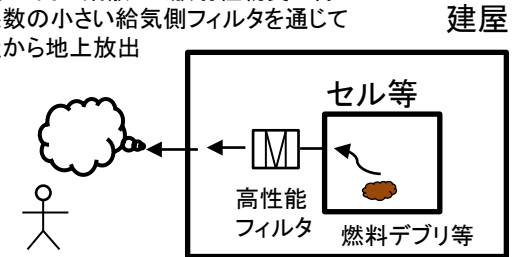 数の小さい給気側フィルタを通じて
から地上放出
建屋
セル等
高性能
フィルタ
燃料デブリ等